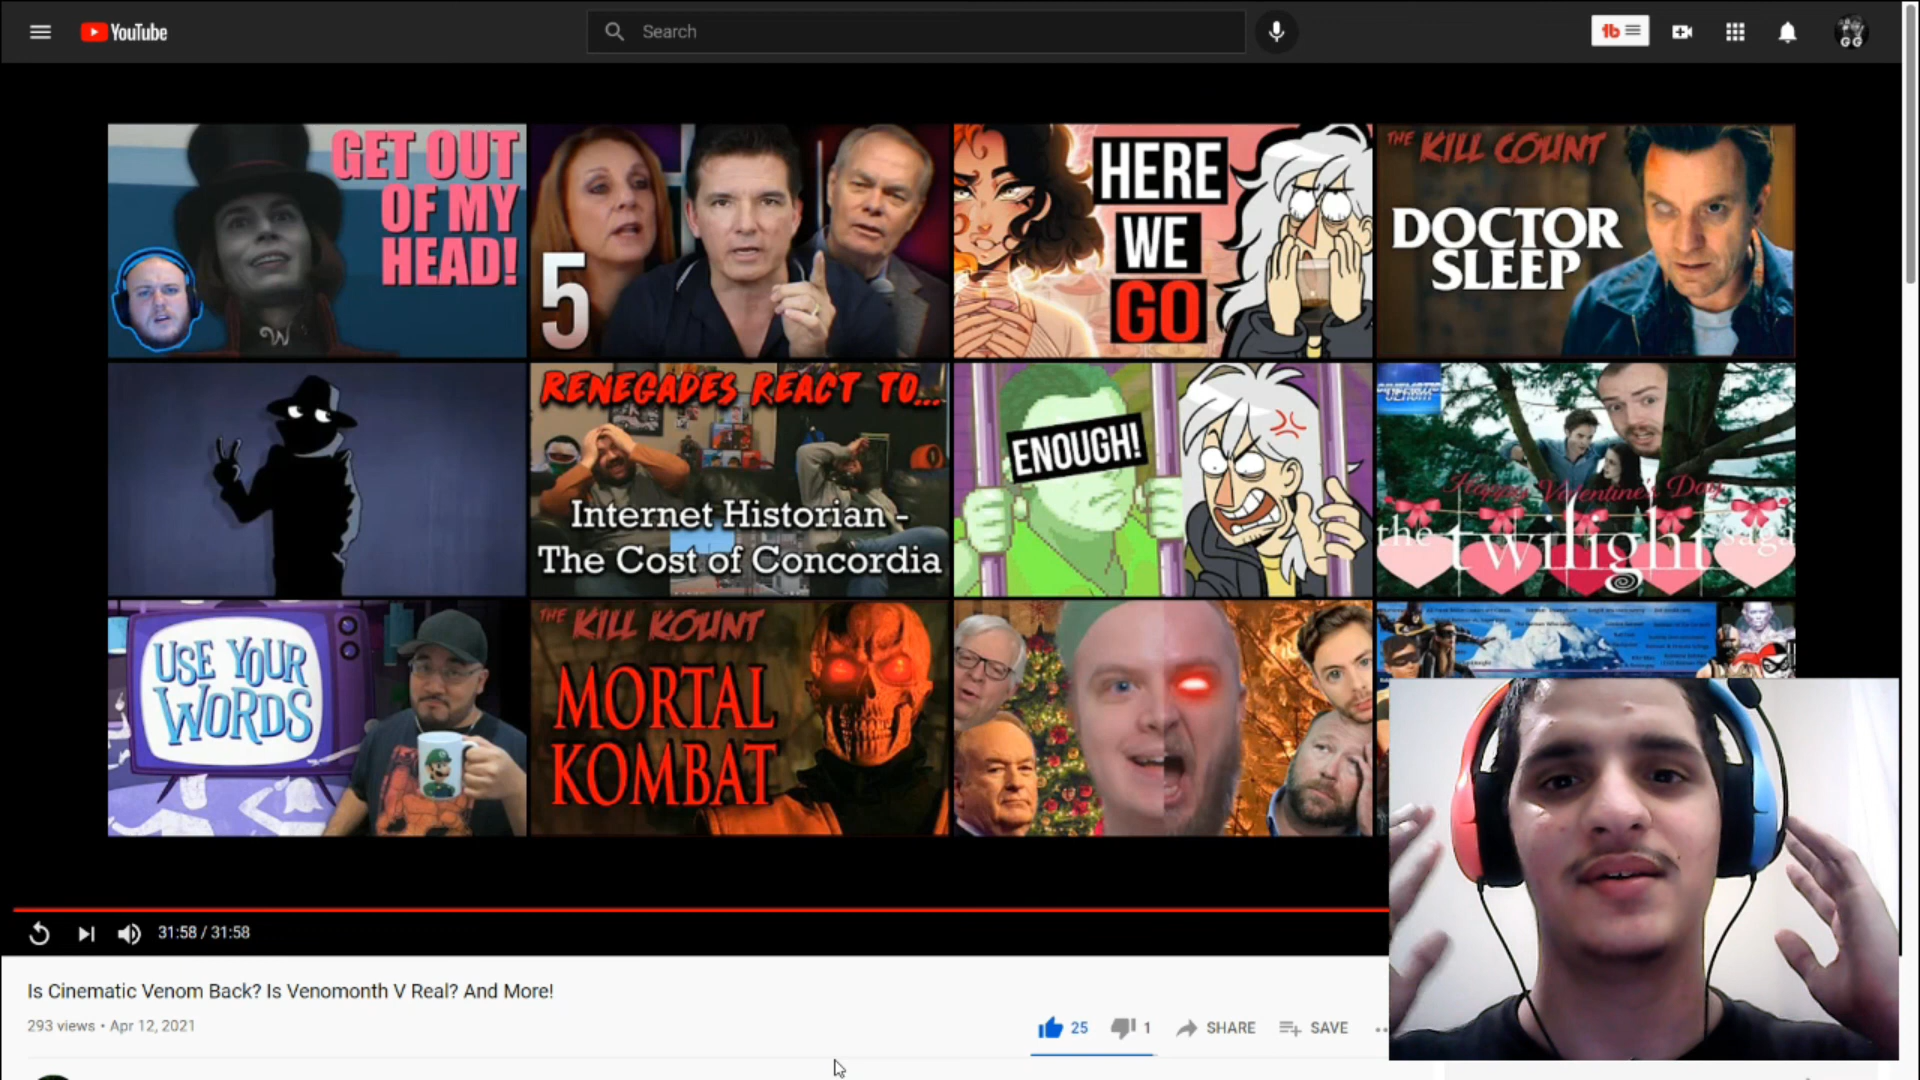 YouTube
Search
GG
GET OUT
OF MY
HEAD!
W
5
HERE
WE
GO
THE KILL COUNT
DOCTOR
SLEEP
RENEGADES REACT TO...
Internet Historian -
The Cost of Concordia
ENOUGH!
CINEMATIC
VENOM
Happy Valentine's Day
the twilight saga
USE YOUR
WORDS
THE KILL KOUNT
MORTAL
KOMBAT
31:58 / 31:58
Is Cinematic Venom Back? Is Venomonth V Real? And More!
293 views • Apr 12, 2021
25
1
SHARE
SAVE